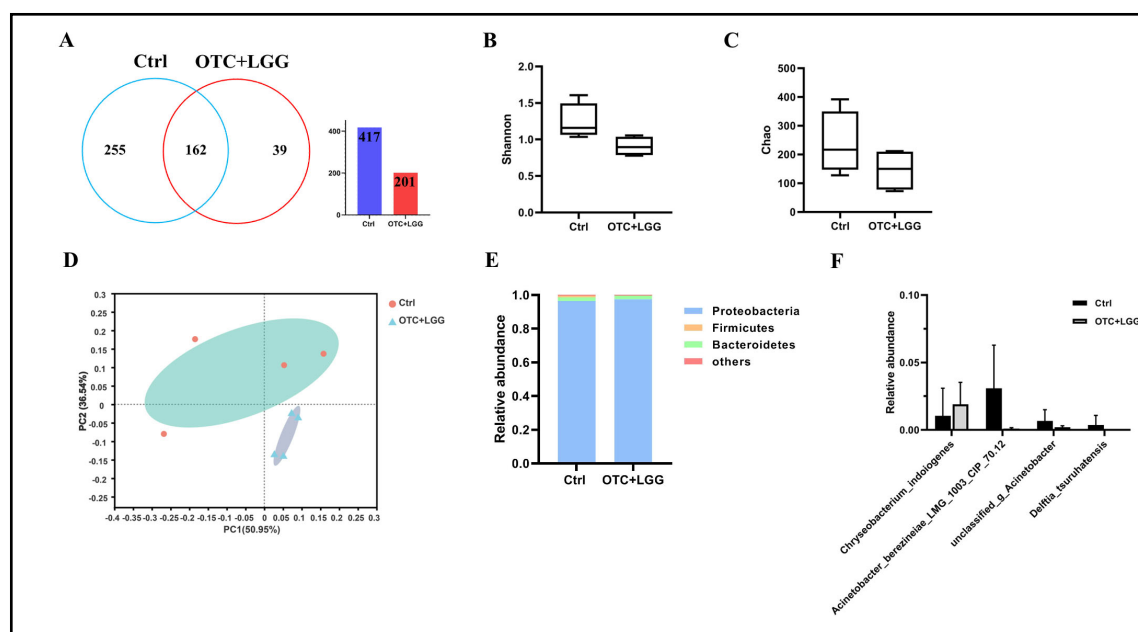 A
Ctrl OTC+LGG
255 162 39
400
200
0
417
201
Ctrl OTC+LGG
B
Shannon
2.0
1.5
1.0
0.5
0.0
Ctrl OTC+LGG
C
Chao
500
400
300
200
100
0
Ctrl OTC+LGG
D
PC2 (36.54%)
0.3
0.25
0.2
0.15
0.1
0.05
0
-0.05
-0.1
-0.15
-0.2
-0.25
-0.4 -0.35 -0.3 -0.25 -0.2 -0.15 -0.1 -0.05 0 0.05 0.1 0.15 0.2 0.25 0.3
PC1(50.95%)
Ctrl
OTC+LGG
E
Relative abundance
1.0
0.8
0.6
0.4
0.2
0.0
Ctrl OTC+LGG
Proteobacteria
Firmicutes
Bacteroidetes
others
F
Relative abundance
0.10
0.05
0.00
Ctrl
OTC+LGG
Chryseobacterium_indoiogenes
Acinetobacter_berezineiae_LMG_1003_CIP_70.12
unclassified_g_Acinetobacter
Delftia_tsuruhatensis